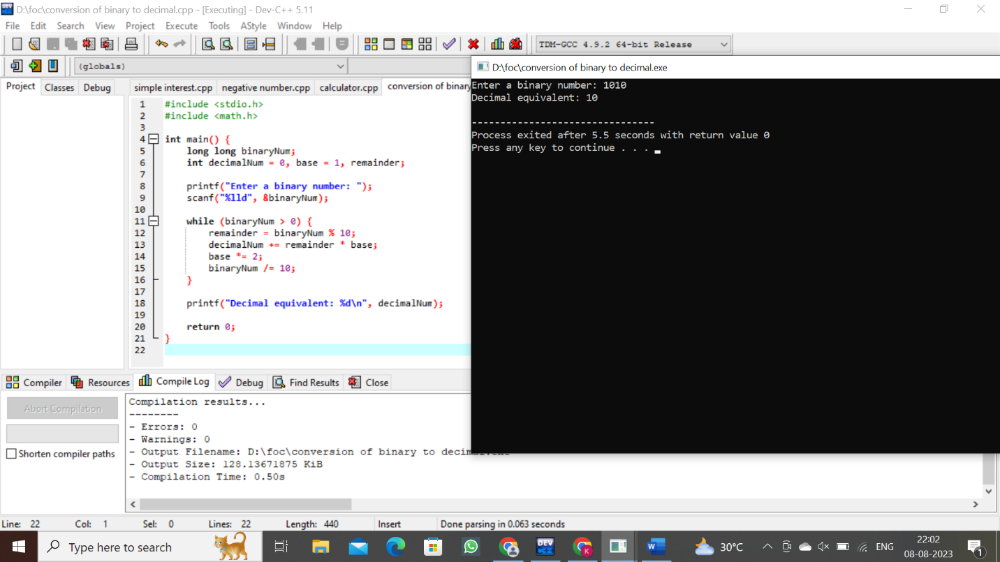 D:\foc\conversion of binary to decimal.cpp - [Executing] - Dev-C++ 5.11
File Edit Search View Project Execute Tools AStyle Window Help
TDM-GCC 4.9.2 64-bit Release
(globals)
Project Classes Debug
simple interest.cpp negative number.cpp calculator.cpp conversion of binary
1 #include <stdio.h>
2 #include <math.h>
3
4 int main() {
5 long long binaryNum;
6 int decimalNum = 0, base = 1, remainder;
7
8 printf("Enter a binary number: ");
9 scanf("%lld", &binaryNum);
10
11 while (binaryNum > 0) {
12 remainder = binaryNum % 10;
13 decimalNum += remainder * base;
14 base *= 2;
15 binaryNum /= 10;
16 }
17
18 printf("Decimal equivalent: %d\n", decimalNum);
19
20 return 0;
21 }
22
D:\foc\conversion of binary to decimal.exe
Enter a binary number: 1010
Decimal equivalent: 10
--------------------------------
Process exited after 5.5 seconds with return value 0
Press any key to continue . . .
Compiler Resources Compile Log Debug Find Results Close
Abort Compilation
Shorten compiler paths
Compilation results...
--------
- Errors: 0
- Warnings: 0
- Output Filename: D:\foc\conversion of binary to decimal.exe
- Output Size: 128.13671875 KiB
- Compilation Time: 0.50s
Line: 22 Col: 1 Sel: 0 Lines: 22 Length: 440 Insert Done parsing in 0.063 seconds
Type here to search
DEV C++
K
W
30°C
ENG
22:02
08-08-2023
1